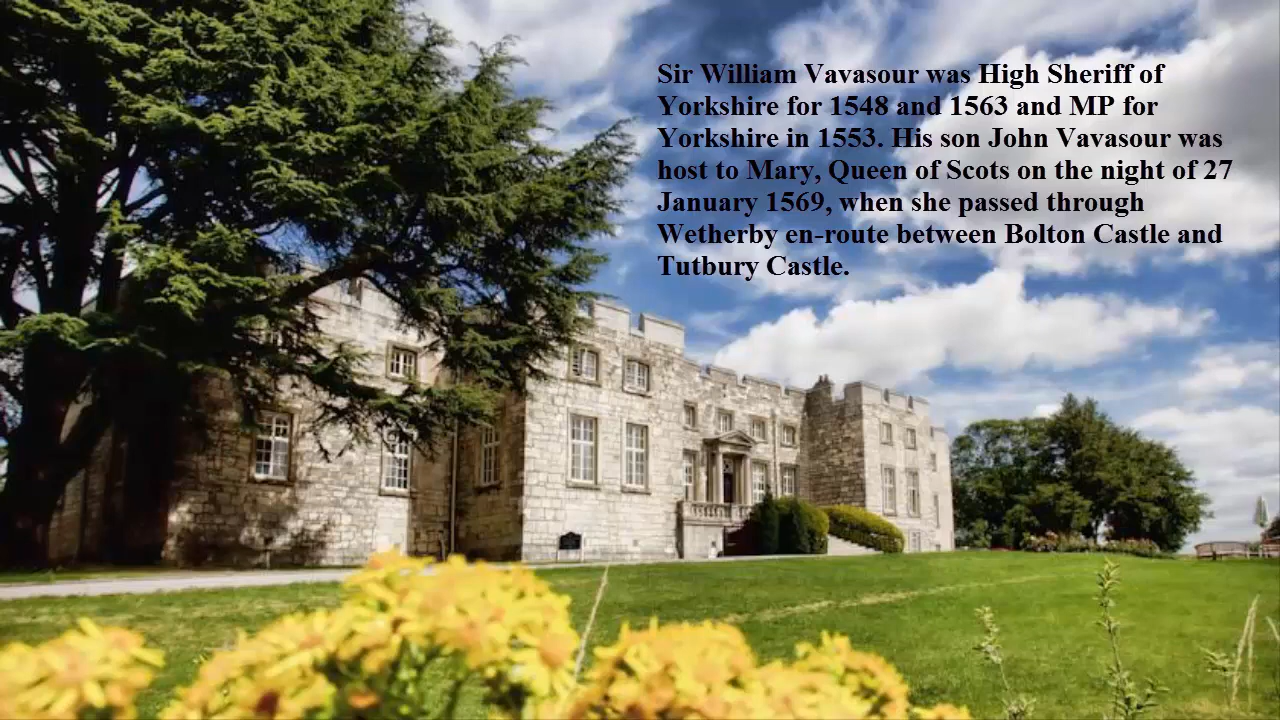 Sir William Vavasour was High Sheriff of
Yorkshire for 1548 and 1563 and MP for
Yorkshire in 1553. His son John Vavasour was
host to Mary, Queen of Scots on the night of 27
January 1569, when she passed through
Wetherby en-route between Bolton Castle and
Tutbury Castle.